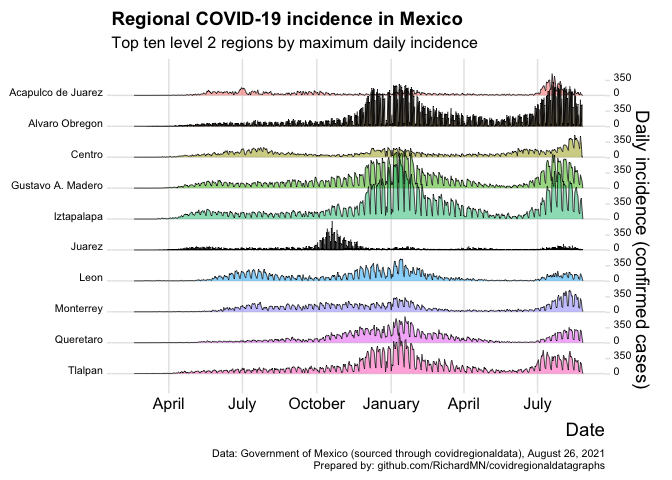 Regional COVID-19 incidence in Mexico
Top ten level 2 regions by maximum daily incidence
Acapulco de Juarez
350
0
Alvaro Obregon
350
0
Centro
350
0
Gustavo A. Madero
350
0
Iztapalapa
350
0
Juarez
350
0
Leon
350
0
Monterrey
350
0
Queretaro
350
0
Tlalpan
350
0
Daily incidence (confirmed cases)
April July October January April July
Date
Data: Government of Mexico (sourced through covidregionaldata), August 26, 2021
Prepared by: github.com/RichardMN/covidregionaldatagraphs